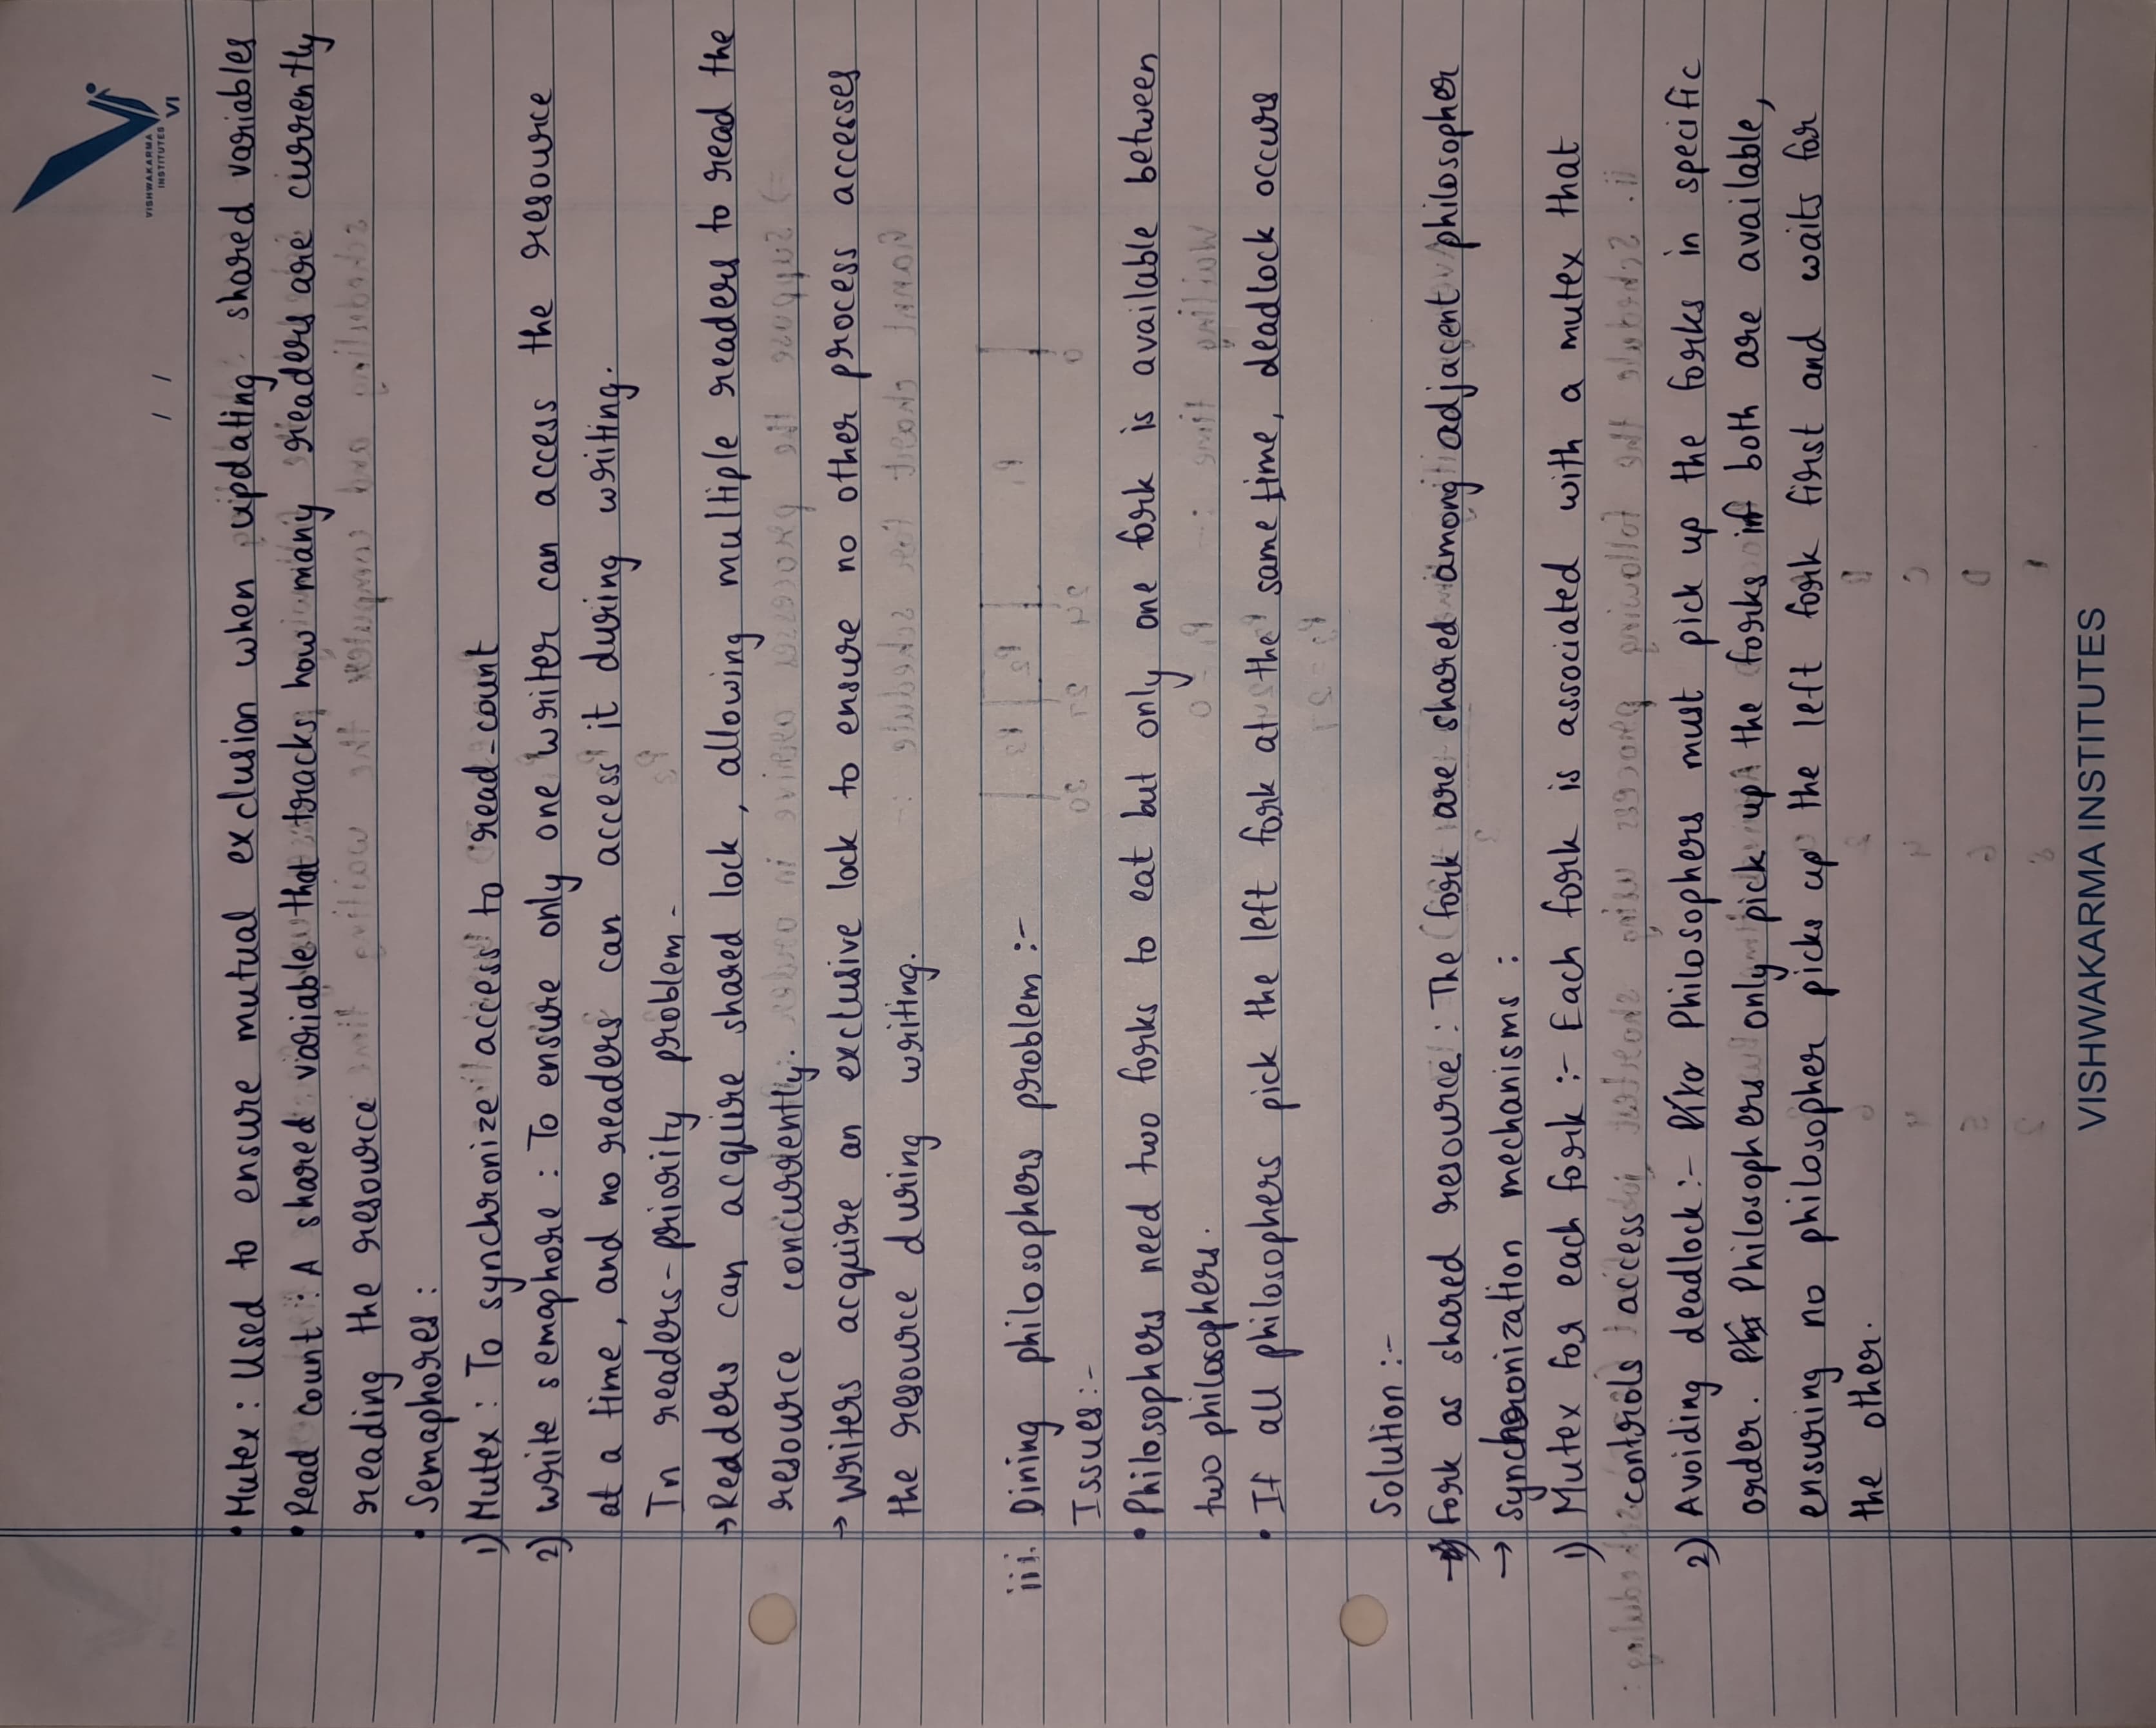 VISHWAKARMA
INSTITUTES
VI
/ /
• Mutex : Used to ensure mutual exclusion when updating shared variables
• Read count : A shared variable that tracks how many readers are currently
reading the resource
• Semaphores :
1) Mutex : To synchronize access to read-count
2) write semaphore : To ensure only one writer can access the resource
at a time, and no readers can access it during writing.
In readers-priority problem -
→ Readers can acquire shared lock, allowing multiple readers to read the
resource concurrently.
→ Writers acquire an exclusive lock to ensure no other process accesses
the resource during writing.
iii. Dining philosophers problem :-
Issues :-
• Philosophers need two forks to eat but only one fork is available between
two philosophers.
• If all philosophers pick the left fork at the same time, deadlock occurs
Solution :-
→ Fork as shared resource : The fork are shared among adjacent philosopher
→ Synchronization mechanisms :
1) Mutex for each fork :- Each fork is associated with a mutex that
controls access
2) Avoiding deadlock :- Philosophers must pick up the forks in specific
order. Philosophers only pick up the forks if both are available,
ensuring no philosopher picks up the left fork first and waits for
the other.
VISHWAKARMA INSTITUTES